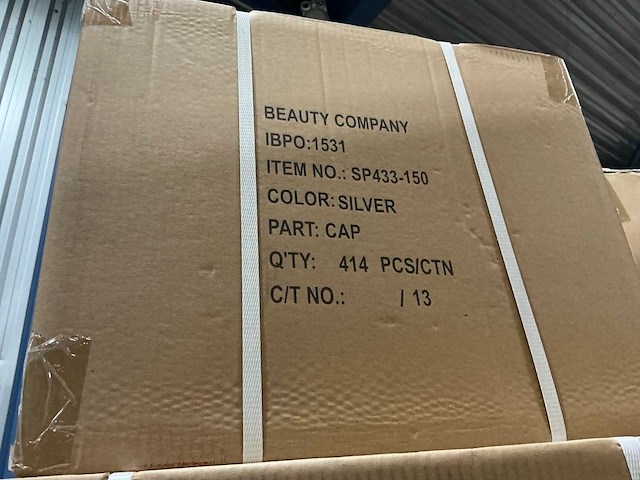 BEAUTY COMPANY
IBPO:1531
ITEM NO.: SP433-150
COLOR: SILVER
PART: CAP
Q'TY: 414 PCS/CTN
C/T NO.: / 13